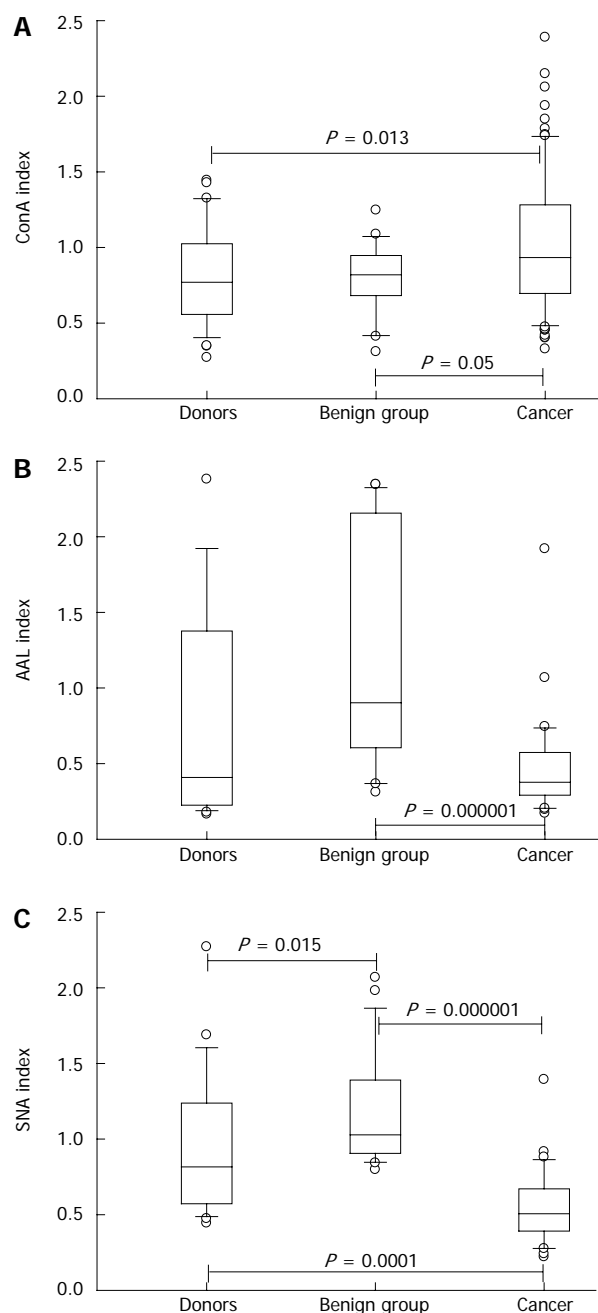 A
2.5
2.0
P = 0.013
1.5
ConA index
1.0
0.5
P = 0.05
0.0
Donors Benign group Cancer
B
2.5
2.0
1.5
AAL index
1.0
0.5
P = 0.000001
0.0
Donors Benign group Cancer
C
2.5
P = 0.015
2.0
P = 0.000001
1.5
SNA index
1.0
0.5
P = 0.0001
0.0
Donors Benign group Cancer